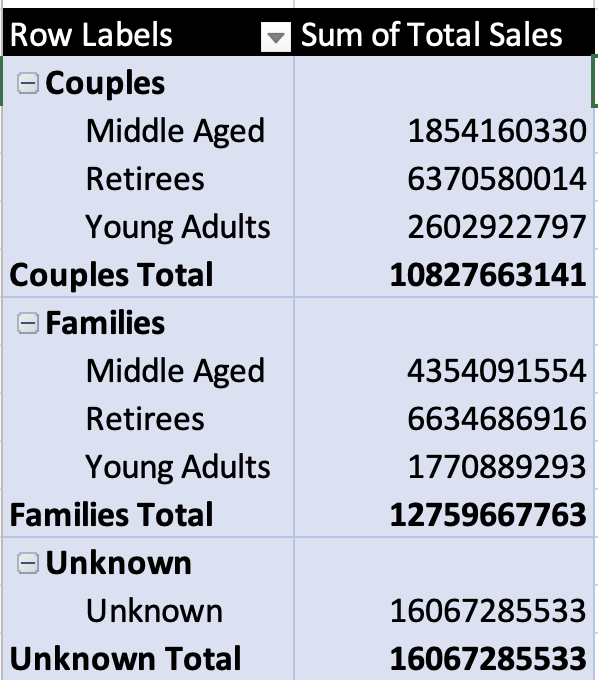 Row Labels Sum of Total Sales
Couples
Middle Aged 1854160330
Retirees 6370580014
Young Adults 2602922797
Couples Total 10827663141
Families
Middle Aged 4354091554
Retirees 6634686916
Young Adults 1770889293
Families Total 12759667763
Unknown
Unknown 16067285533
Unknown Total 16067285533